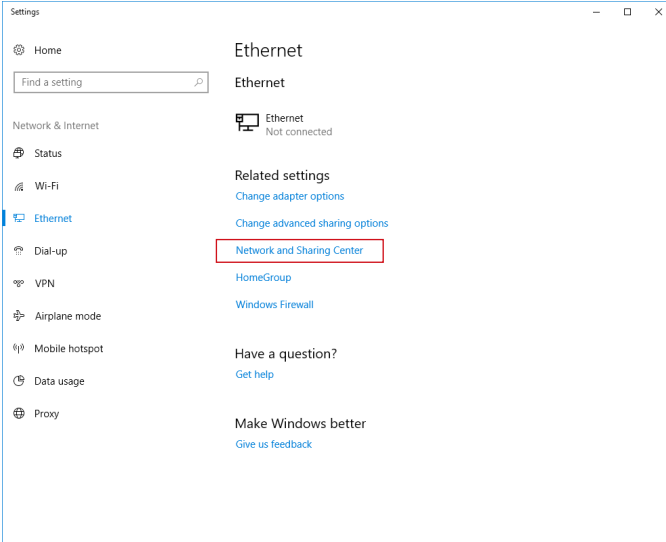 Settings
Home
Find a setting
Network & Internet
Status
Wi-Fi
Ethernet
Dial-up
VPN
Airplane mode
Mobile hotspot
Data usage
Proxy
Ethernet
Ethernet
Ethernet
Not connected
Related settings
Change adapter options
Change advanced sharing options
Network and Sharing Center
HomeGroup
Windows Firewall
Have a question?
Get help
Make Windows better
Give us feedback